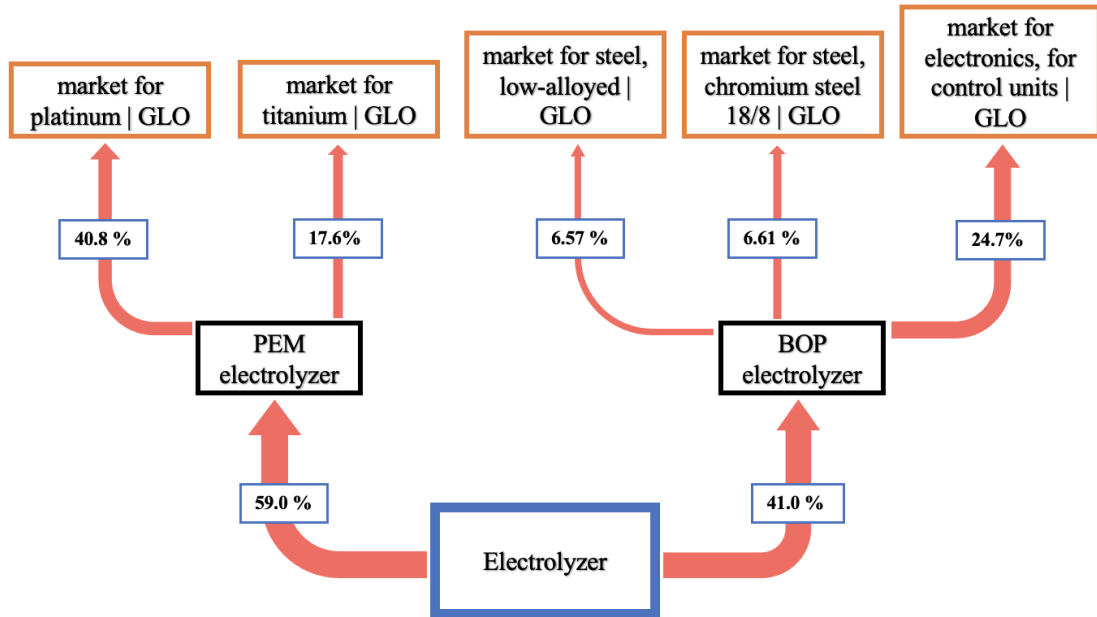 market for
platinum | GLO
market for
titanium | GLO
market for steel,
low-alloyed |
GLO
market for steel,
chromium steel
18/8 | GLO
market for
electronics, for
control units |
GLO
40.8 %
17.6%
6.57 %
6.61 %
24.7%
PEM
electrolyzer
BOP
electrolyzer
59.0 %
41.0 %
Electrolyzer